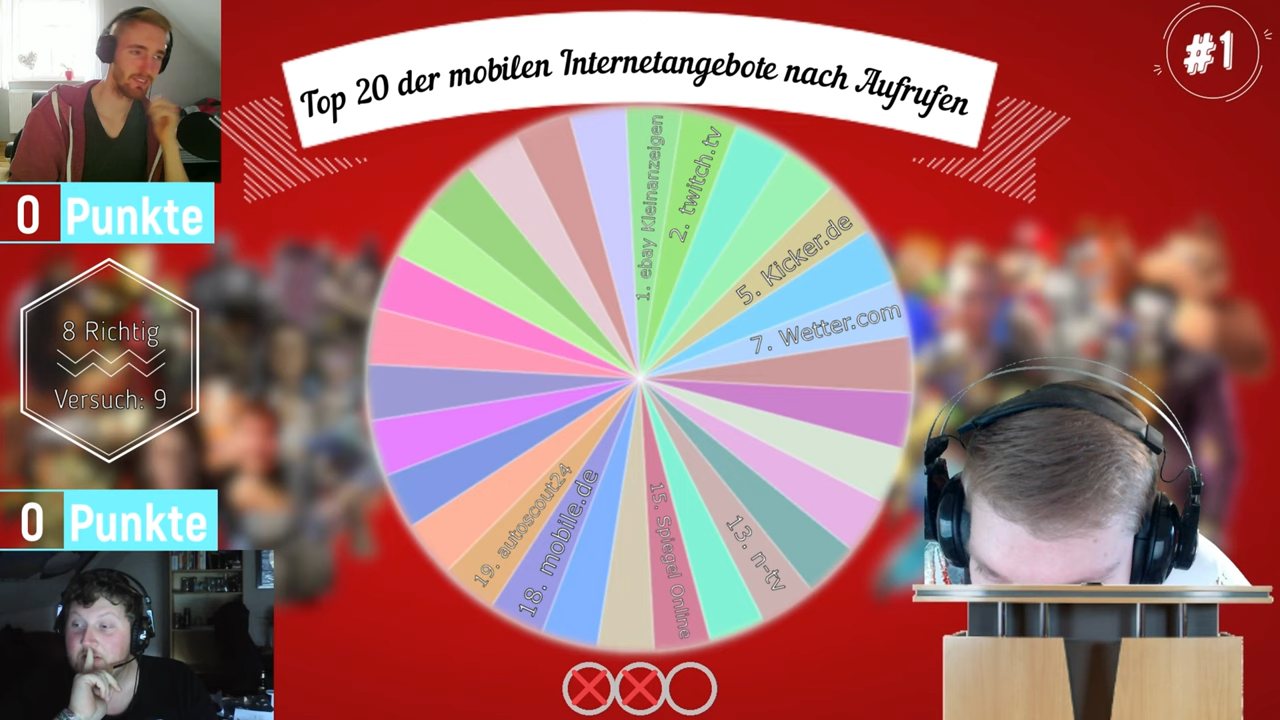 Top 20 der mobilen Internetangebote nach Aufrufen
#1
0 Punkte
8 Richtig
Versuch: 9
0 Punkte
1. ebay Kleinanzeigen
2. twitch.tv
5. Kicker.de
7. Wetter.com
13. n-tv
15. Spiegel Online
18. mobile.de
19. autoscout24